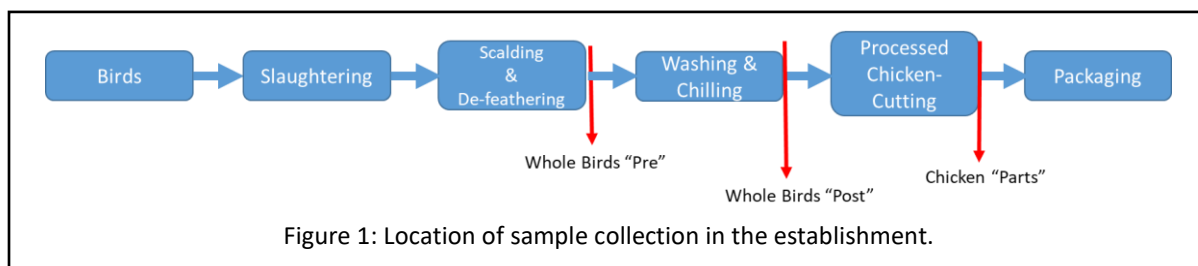 Birds
Slaughtering
Scalding
&
De-feathering
Washing &
Chilling
Processed
Chicken-
Cutting
Packaging
Whole Birds “Pre”
Whole Birds “Post”
Chicken “Parts”
Figure 1: Location of sample collection in the establishment.